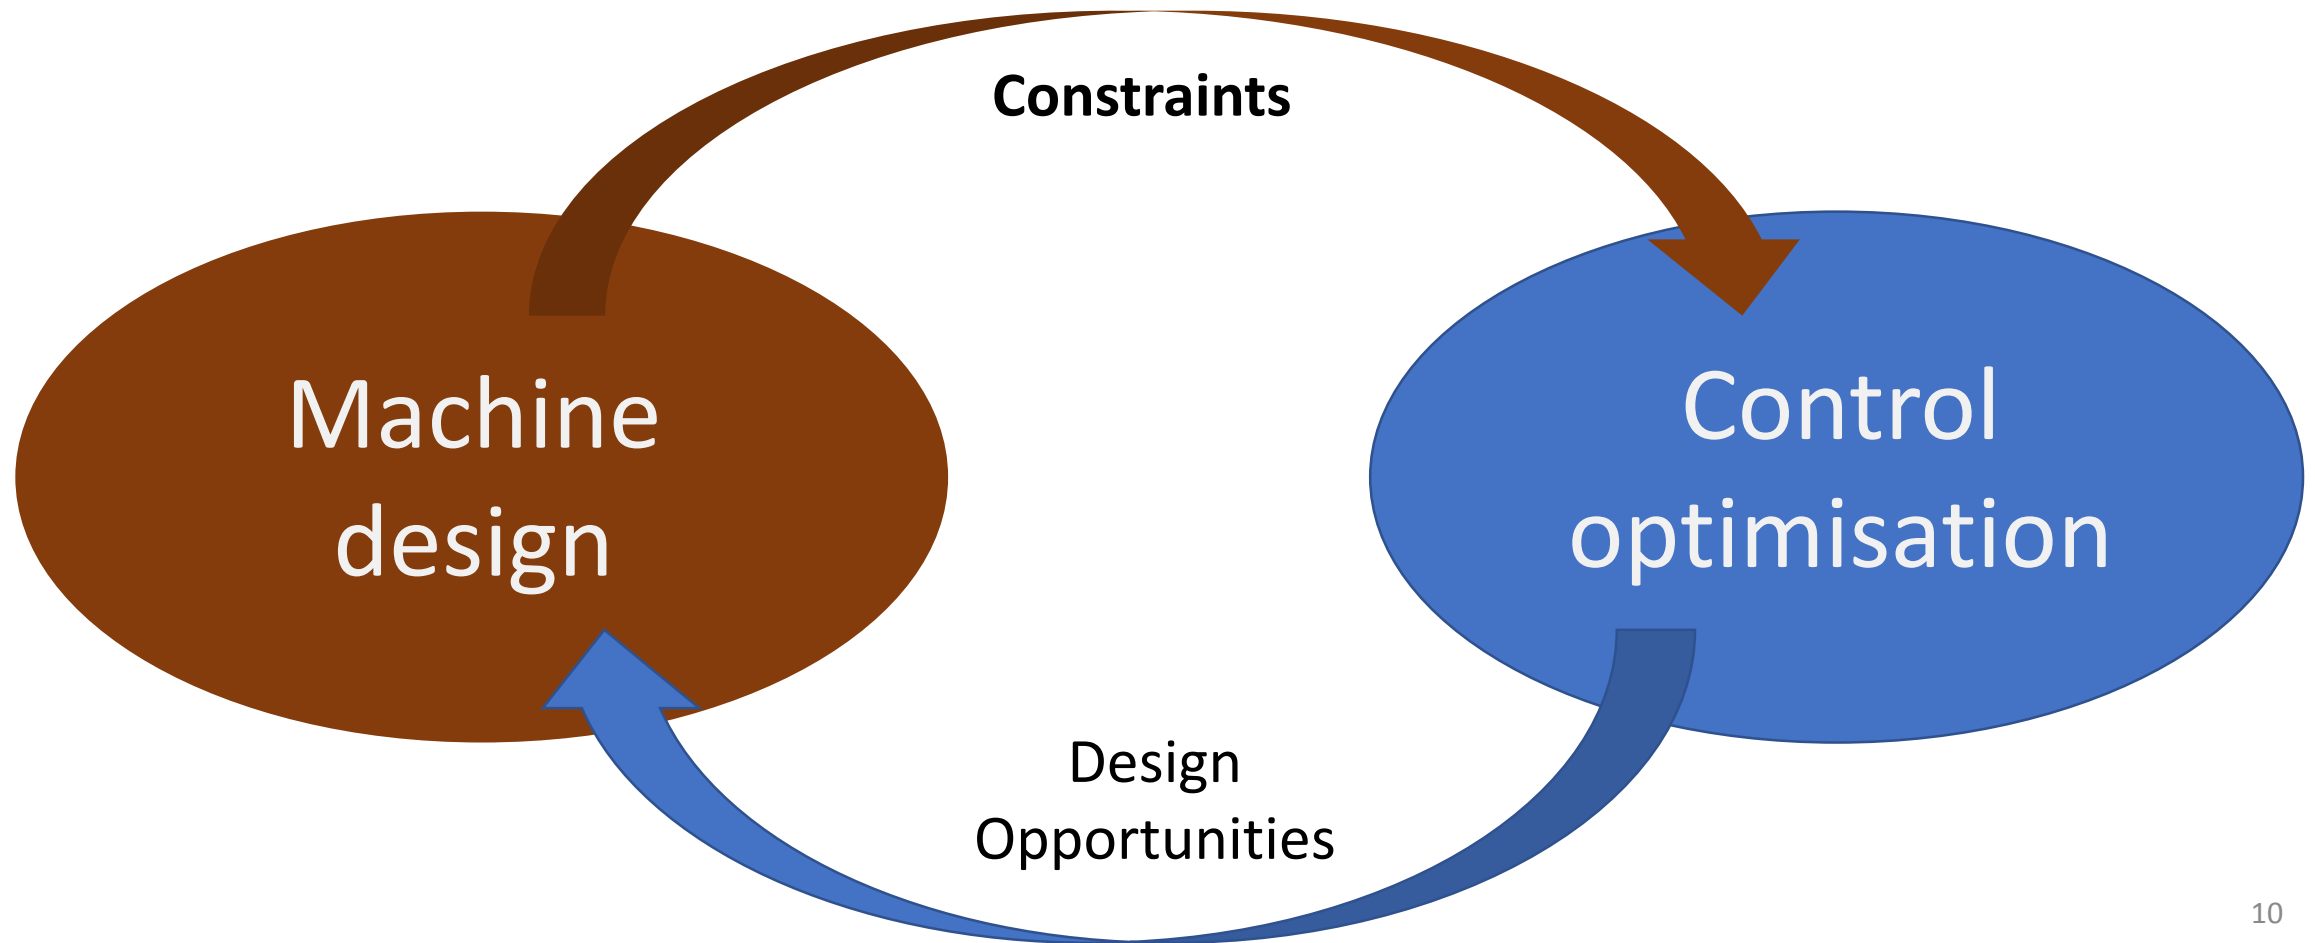 Constraints
Machine
design
Control
optimisation
Design
Opportunities
10